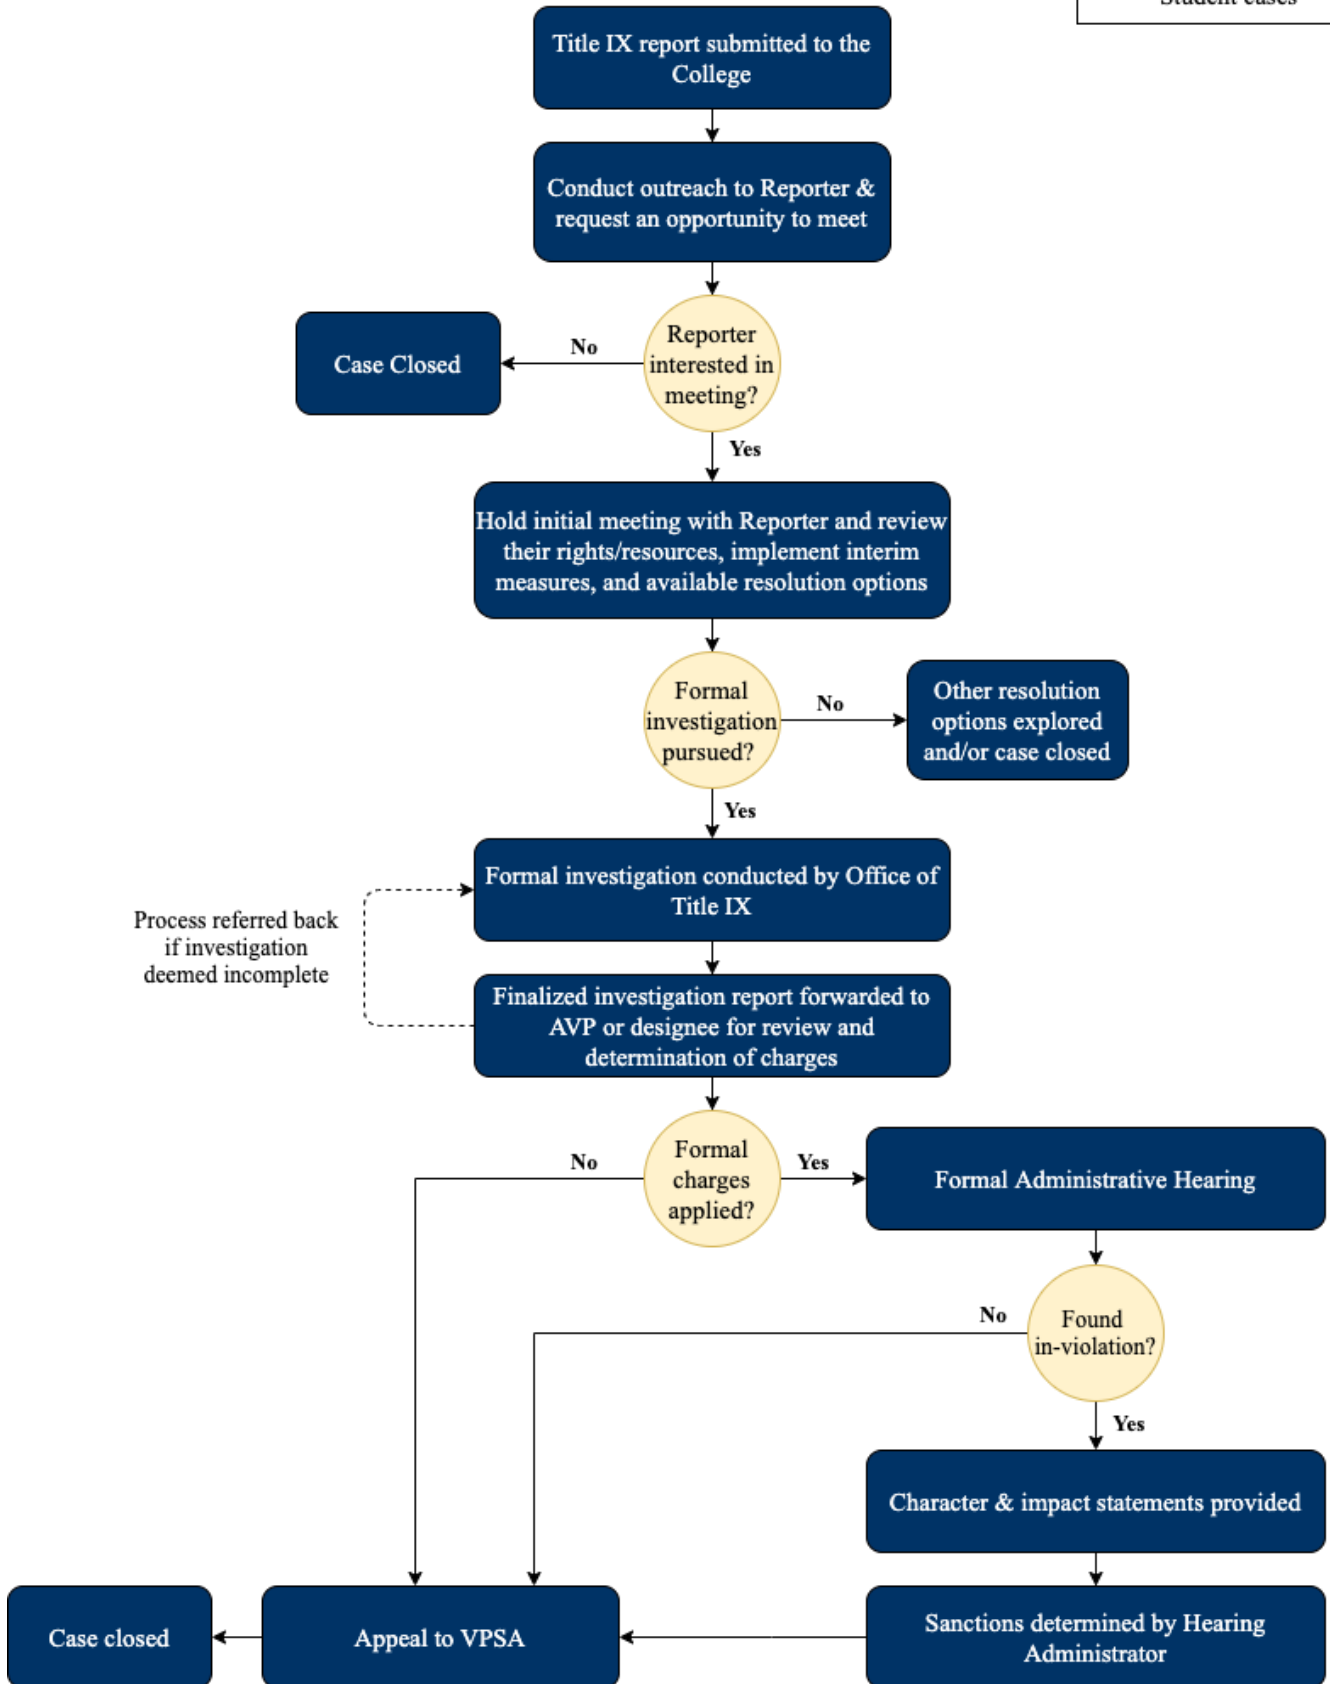 Student cases
Title IX report submitted to the
College
Conduct outreach to Reporter &
request an opportunity to meet
Reporter
interested in
meeting?
No
Case Closed
Yes
Hold initial meeting with Reporter and review
their rights/resources, implement interim
measures, and available resolution options
Formal
investigation
pursued?
No
Other resolution
options explored
and/or case closed
Yes
Formal investigation conducted by Office of
Title IX
Process referred back
if investigation
deemed incomplete
Finalized investigation report forwarded to
AVP or designee for review and
determination of charges
Formal
charges
applied?
No
Yes
Formal Administrative Hearing
Found
in-violation?
No
Yes
Character & impact statements provided
Sanctions determined by Hearing
Administrator
Appeal to VPSA
Case closed